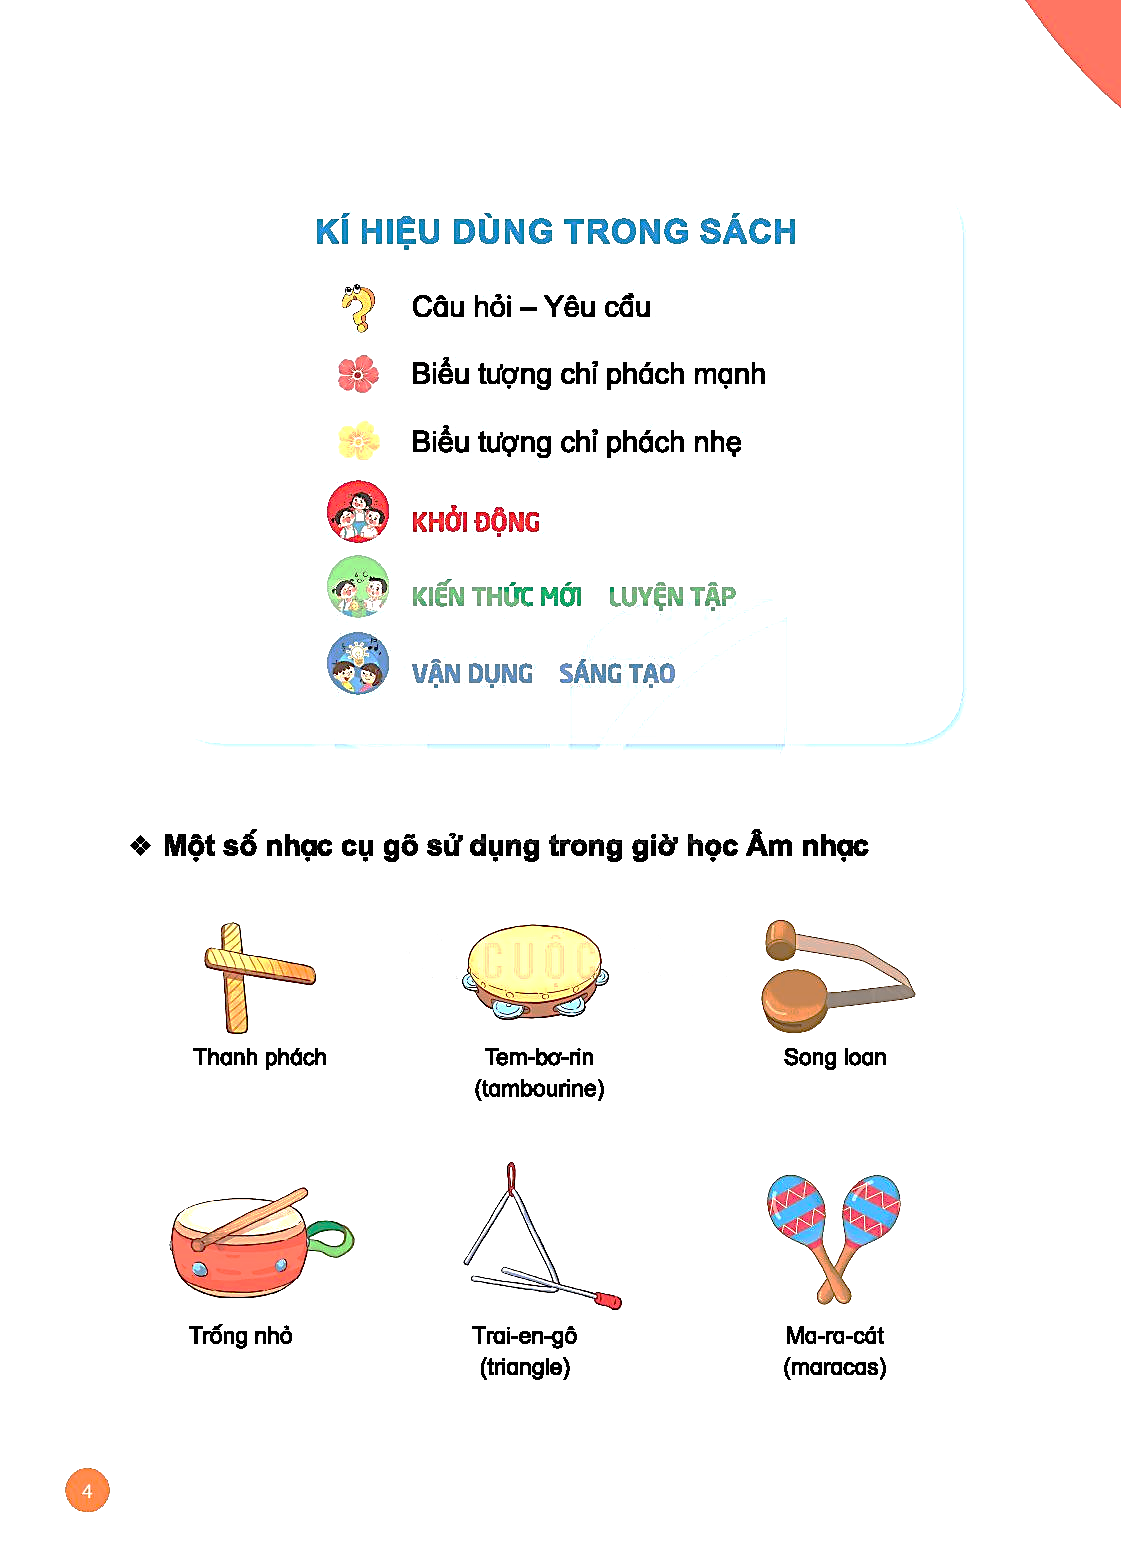 KÍ HIỆU DÙNG TRONG SÁCH
Câu hỏi – Yêu cầu
Biểu tượng chỉ phách mạnh
Biểu tượng chỉ phách nhẹ
KHỞI ĐỘNG
KIẾN THỨC MỚI LUYỆN TẬP
VẬN DỤNG SÁNG TẠO
❖ Một số nhạc cụ gõ sử dụng trong giờ học Âm nhạc
CUỘC
Thanh phách Tem-bơ-rin Song loan
(tambourine)
Trống nhỏ Trai-en-gô Ma-ra-cát
(triangle) (maracas)
4